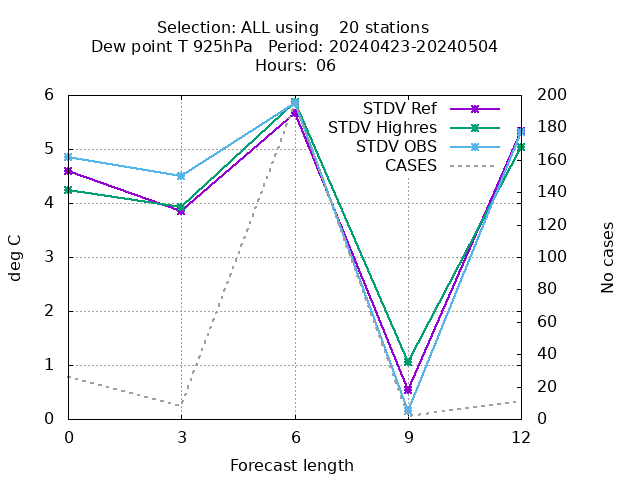 Selection: ALL using    20 stations
Dew point T 925hPa   Period: 20240423-20240504
Hours:  06
STDV Ref
STDV Highres
STDV OBS
CASES
deg C
No cases
6
5
4
3
2
1
0
200
180
160
140
120
100
80
60
40
20
0
0 3 6 9 12
Forecast length